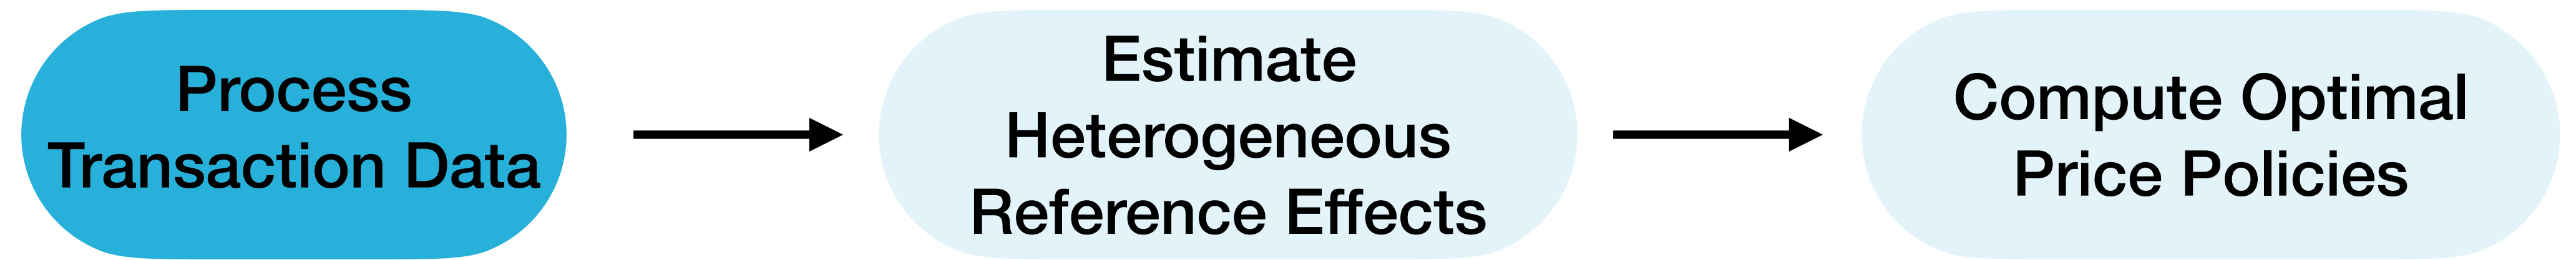 Process
Transaction Data
Estimate
Heterogeneous
Reference Effects
Compute Optimal
Price Policies